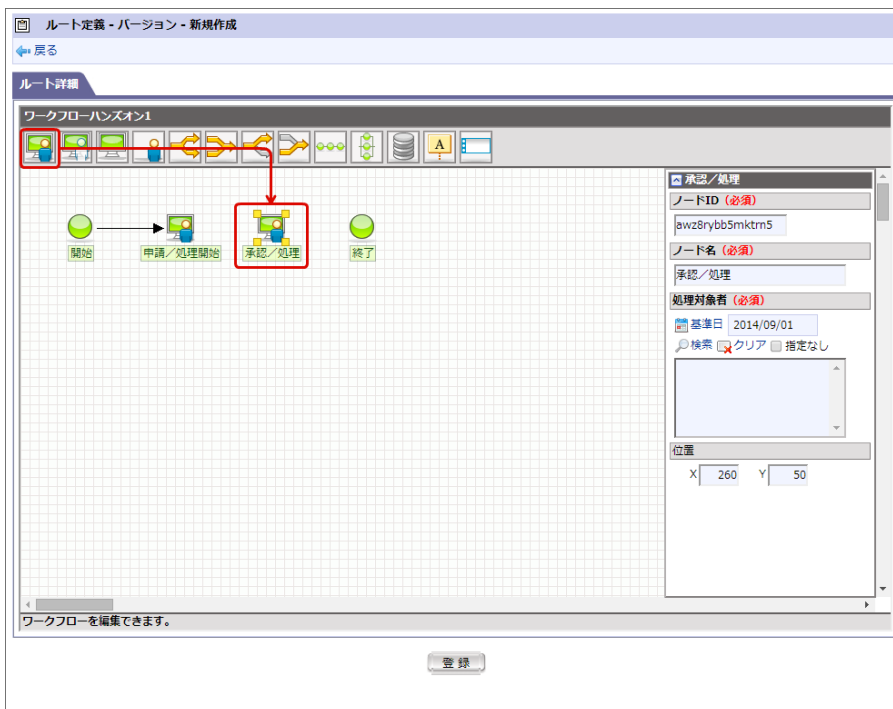 ルート定義 - バージョン - 新規作成
戻る
ルート詳細
ワークフローハンズオン1
A
開始
申請／処理開始
承認／処理
終了
承認／処理
ノードID（必須）
awz8rybb5mktrn5
ノード名（必須）
承認／処理
処理対象者（必須）
基準日 2014/09/01
検索 クリア 指定なし
位置
X 260 Y 50
ワークフローを編集できます。
登録